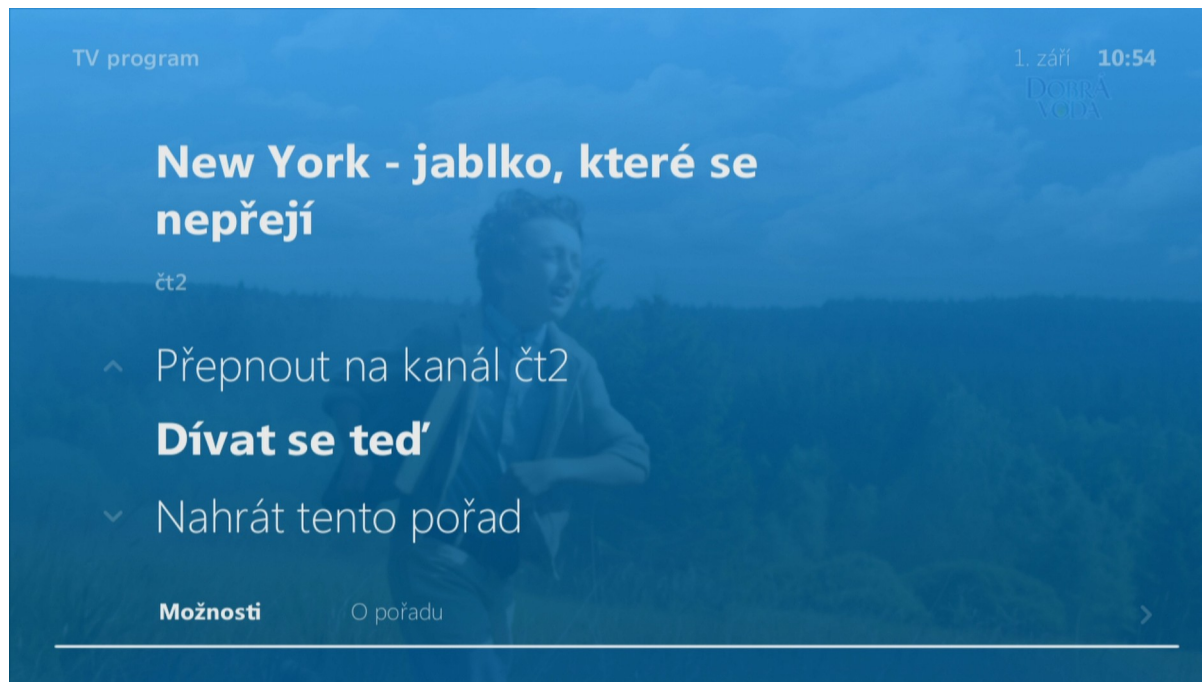 TV program
1. září 10:54
DOBRÁ
VODA
New York - jablko, které se
nepřejí
čt2
Přepnout na kanál čt2
Dívat se teď
Nahrát tento pořad
Možnosti O pořadu